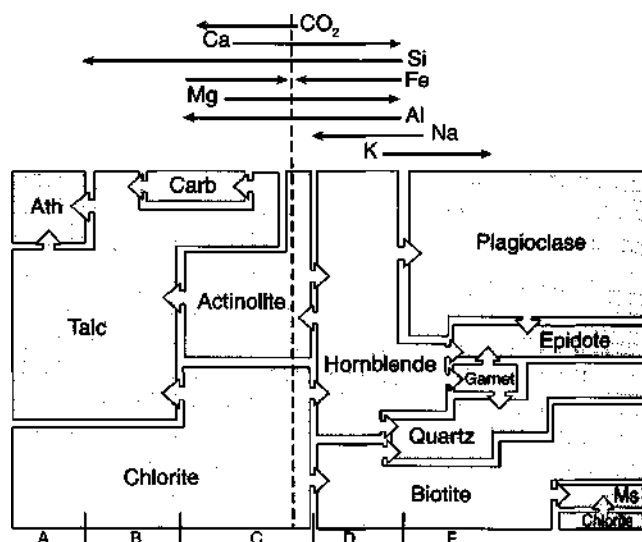 CO2
Ca
Si
Fe
Mg
Al
Na
K
Ath
Carb
Plagioclase
Talc
Actinolite
Epidote
Hornblende
Garnet
Quartz
Chlorite
Biotite
Ms
Chlorite
A B C D E